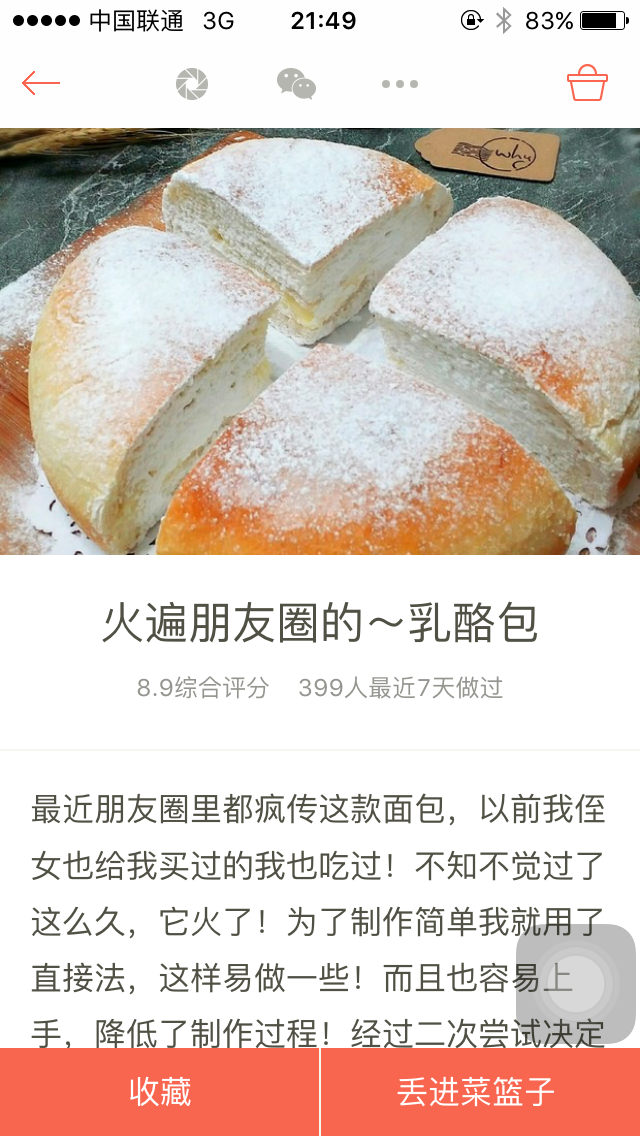 中国联通 3G 21:49 83%
why
火遍朋友圈的～乳酪包
8.9综合评分 399人最近7天做过
最近朋友圈里都疯传这款面包，以前我侄
女也给我买过的我也吃过！不知不觉过了
这么久，它火了！为了制作简单我就用了
直接法，这样易做一些！而且也容易上
手，降低了制作过程！经过二次尝试决定
收藏 丢进菜篮子